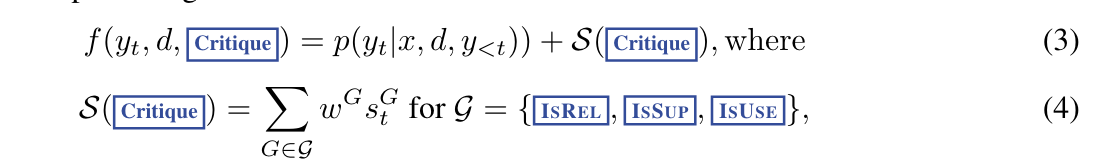 f(y_t, d, Critique) = p(y_t|x, d, y_{<t})) + S(Critique), where (3)
S(Critique) = ∑_{G∈𝒢} w^G s_t^G for 𝒢 = {ISREL, ISSUP, ISUSE}, (4)